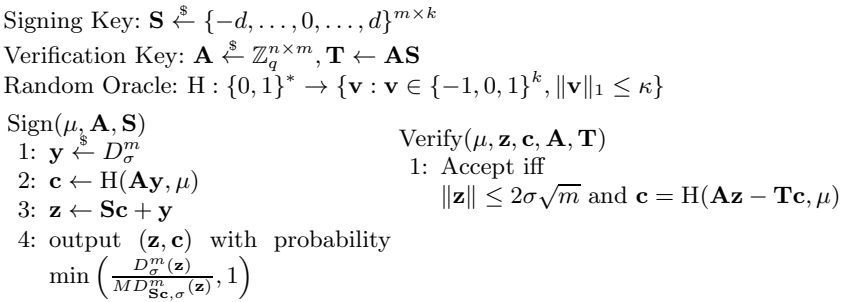 Signing Key: S ←$ {−d, . . . , 0, . . . , d}^{m×k}
Verification Key: A ←$ ℤ_q^{n×m}, T ← AS
Random Oracle: H : {0, 1}^* → {v : v ∈ {−1, 0, 1}^k, ‖v‖_1 ≤ κ}
Sign(μ, A, S)
1: y ←$ D_σ^m
2: c ← H(Ay, μ)
3: z ← Sc + y
4: output (z, c) with probability
min ( D_σ^m(z) / M D_{Sc,σ}^m(z) , 1 )
Verify(μ, z, c, A, T)
1: Accept iff
‖z‖ ≤ 2σ√m and c = H(Az − Tc, μ)